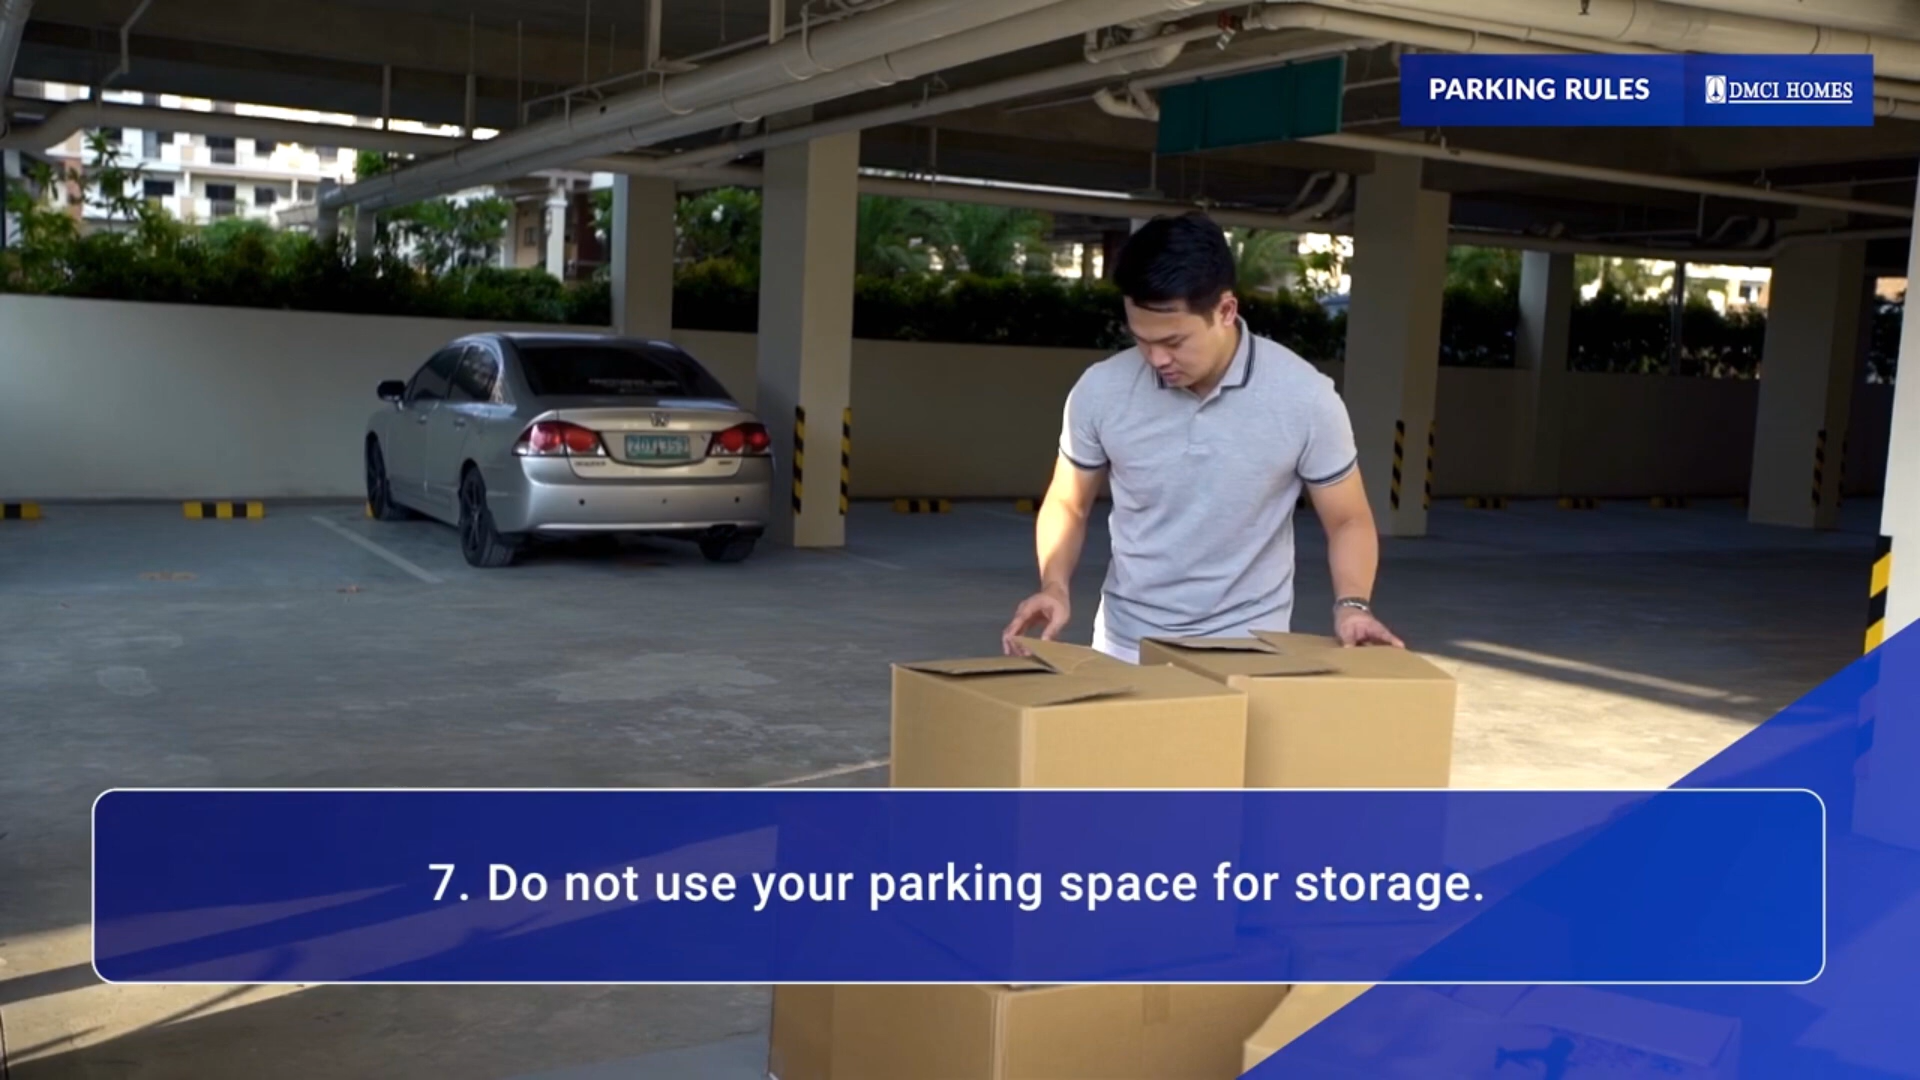 PARKING RULES
DMCI HOMES
7. Do not use your parking space for storage.